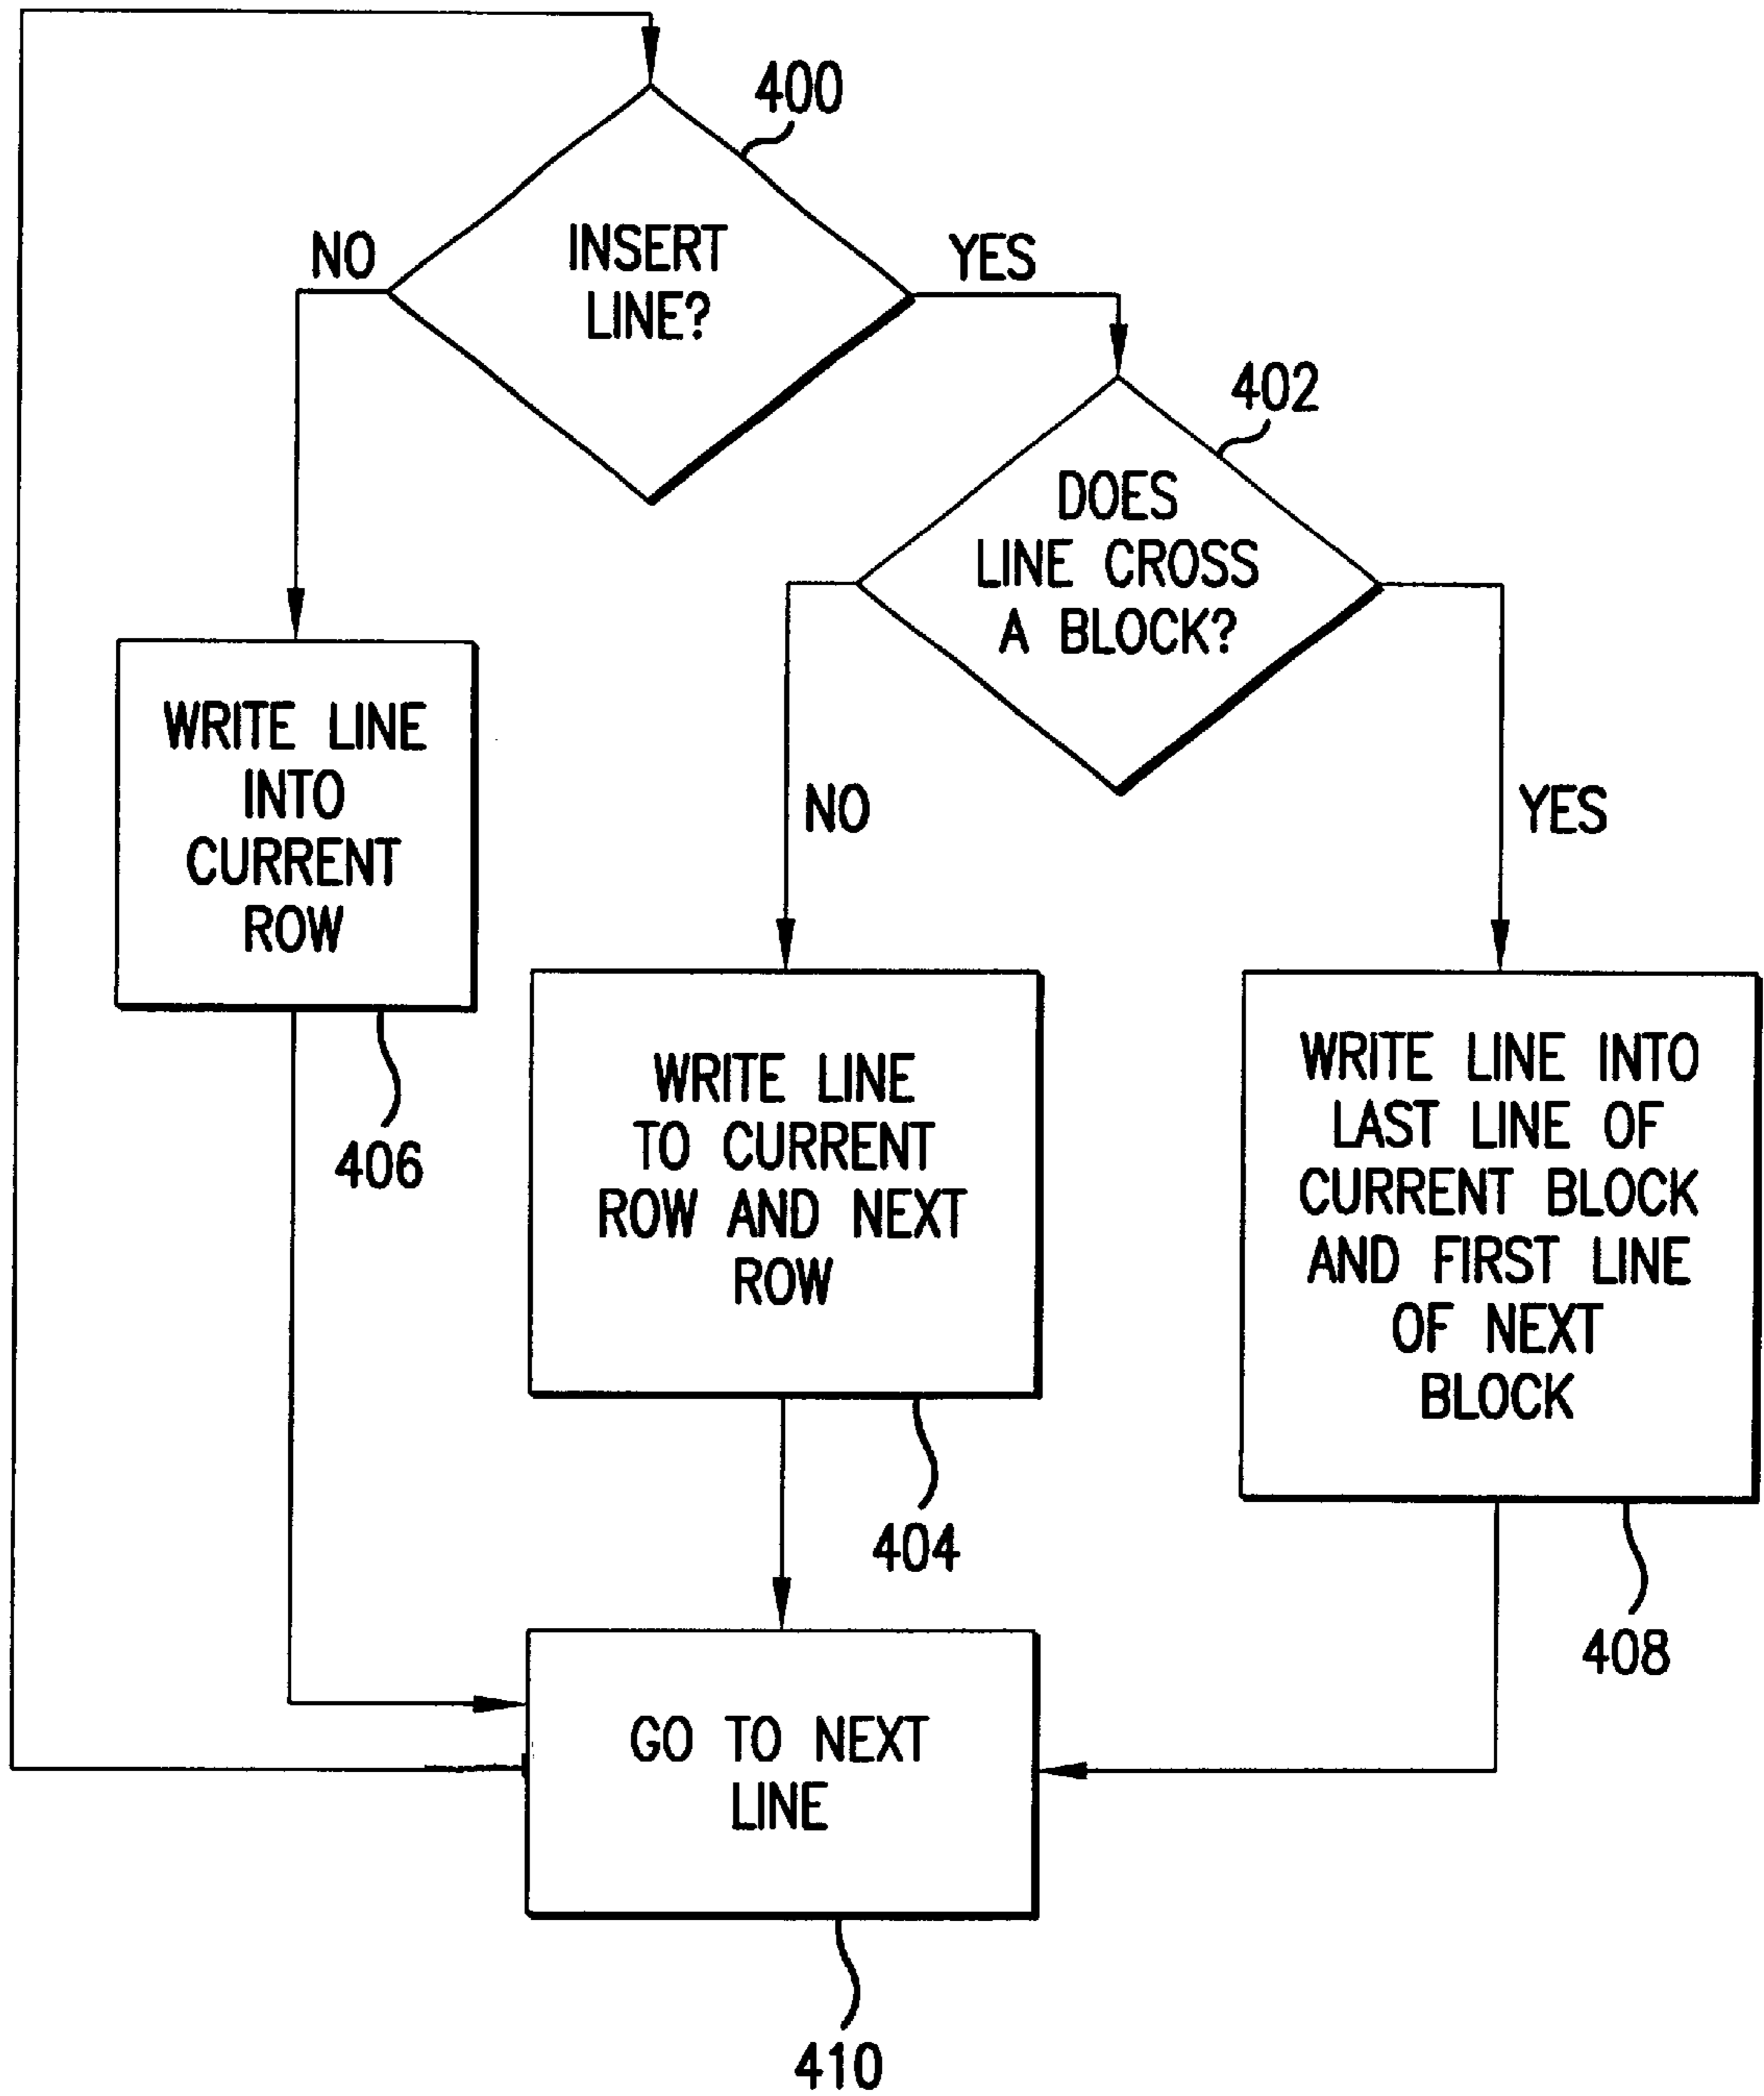 400
INSERT
LINE?
NO
YES
402
DOES
LINE CROSS
A BLOCK?
NO
YES
WRITE LINE
INTO
CURRENT
ROW
406
WRITE LINE
TO CURRENT
ROW AND NEXT
ROW
404
WRITE LINE INTO
LAST LINE OF
CURRENT BLOCK
AND FIRST LINE
OF NEXT
BLOCK
408
GO TO NEXT
LINE
410